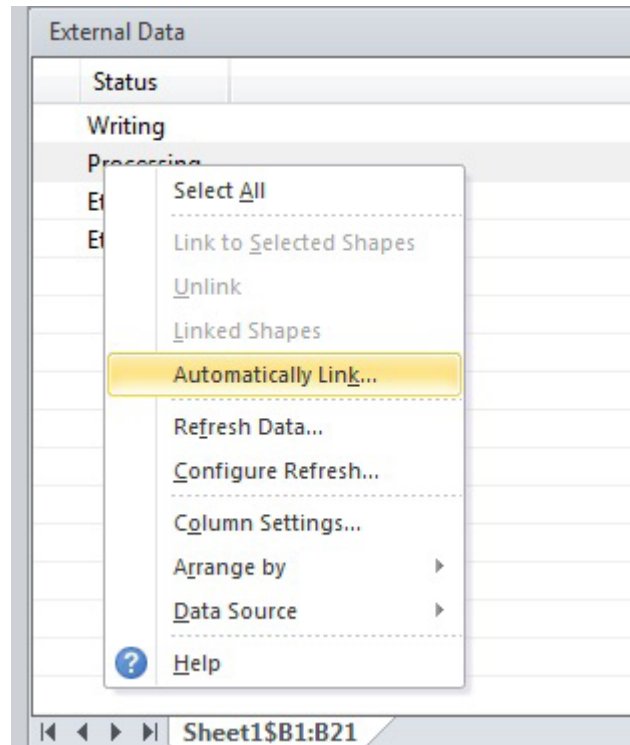 External Data
Status
Writing
Processing
Select All
Link to Selected Shapes
Unlink
Linked Shapes
Automatically Link...
Refresh Data...
Configure Refresh...
Column Settings...
Arrange by
Data Source
Help
Sheet1$B1:B21